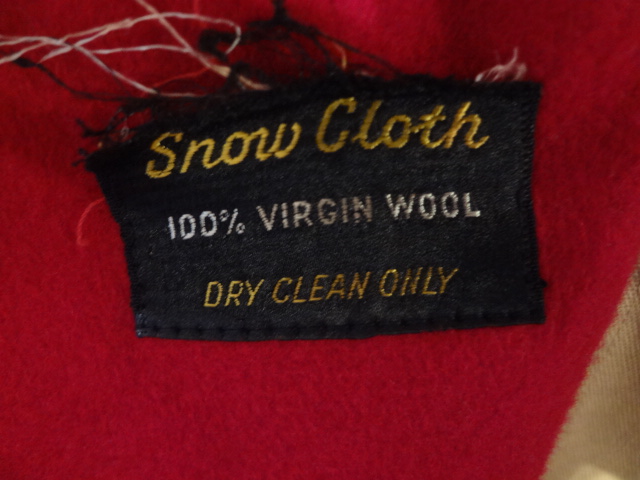 Snow Cloth
100% VIRGIN WOOL
DRY CLEAN ONLY